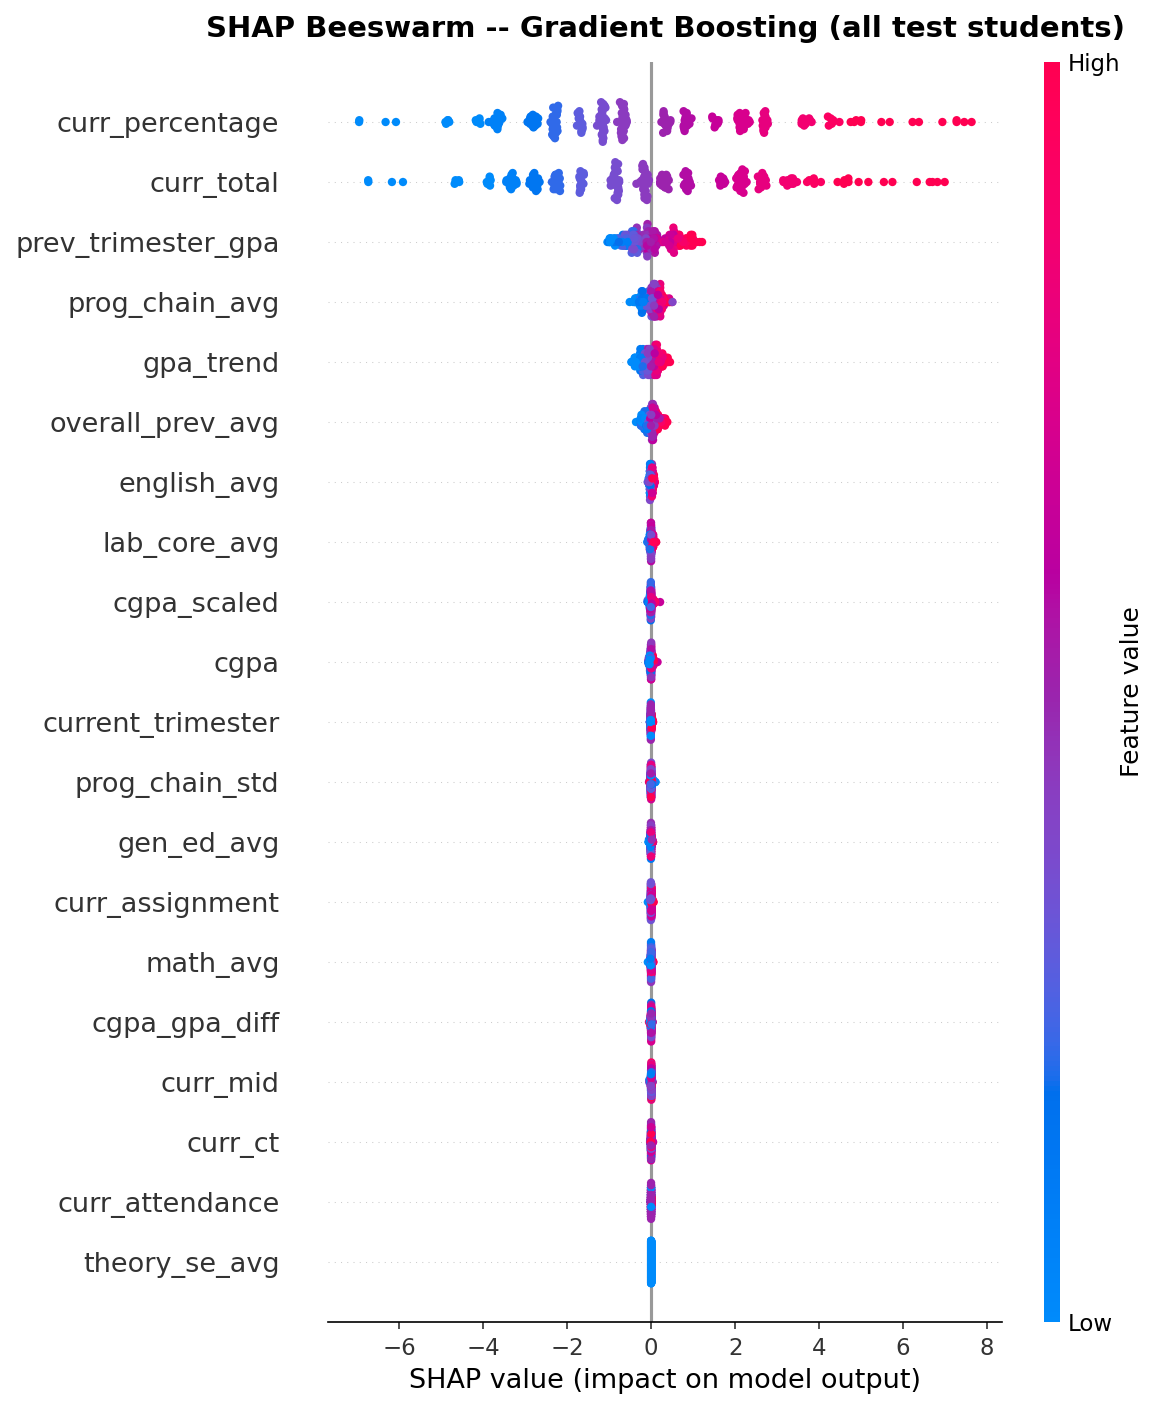 SHAP Beeswarm -- Gradient Boosting (all test students)
High
curr_percentage
curr_total
prev_trimester_gpa
prog_chain_avg
gpa_trend
overall_prev_avg
english_avg
lab_core_avg
cgpa_scaled
cgpa
current_trimester
prog_chain_std
gen_ed_avg
curr_assignment
math_avg
cgpa_gpa_diff
curr_mid
curr_ct
curr_attendance
theory_se_avg
Feature value
Low
−6 −4 −2 0 2 4 6 8
SHAP value (impact on model output)